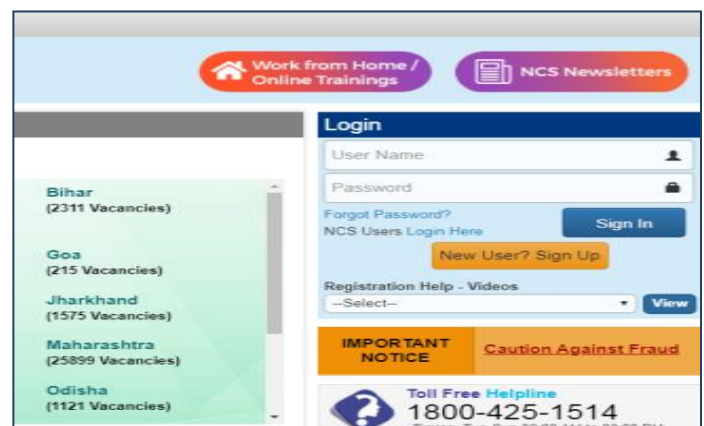 Work from Home /
Online Trainings
NCS Newsletters
Bihar
(2311 Vacancies)
Goa
(215 Vacancies)
Jharkhand
(1575 Vacancies)
Maharashtra
(25899 Vacancies)
Odisha
(1121 Vacancies)
Login
User Name
Password
Forgot Password?
NCS Users Login Here
Sign In
New User? Sign Up
Registration Help - Videos
--Select--
View
IMPORTANT
NOTICE
Caution Against Fraud
Toll Free Helpline
1800-425-1514